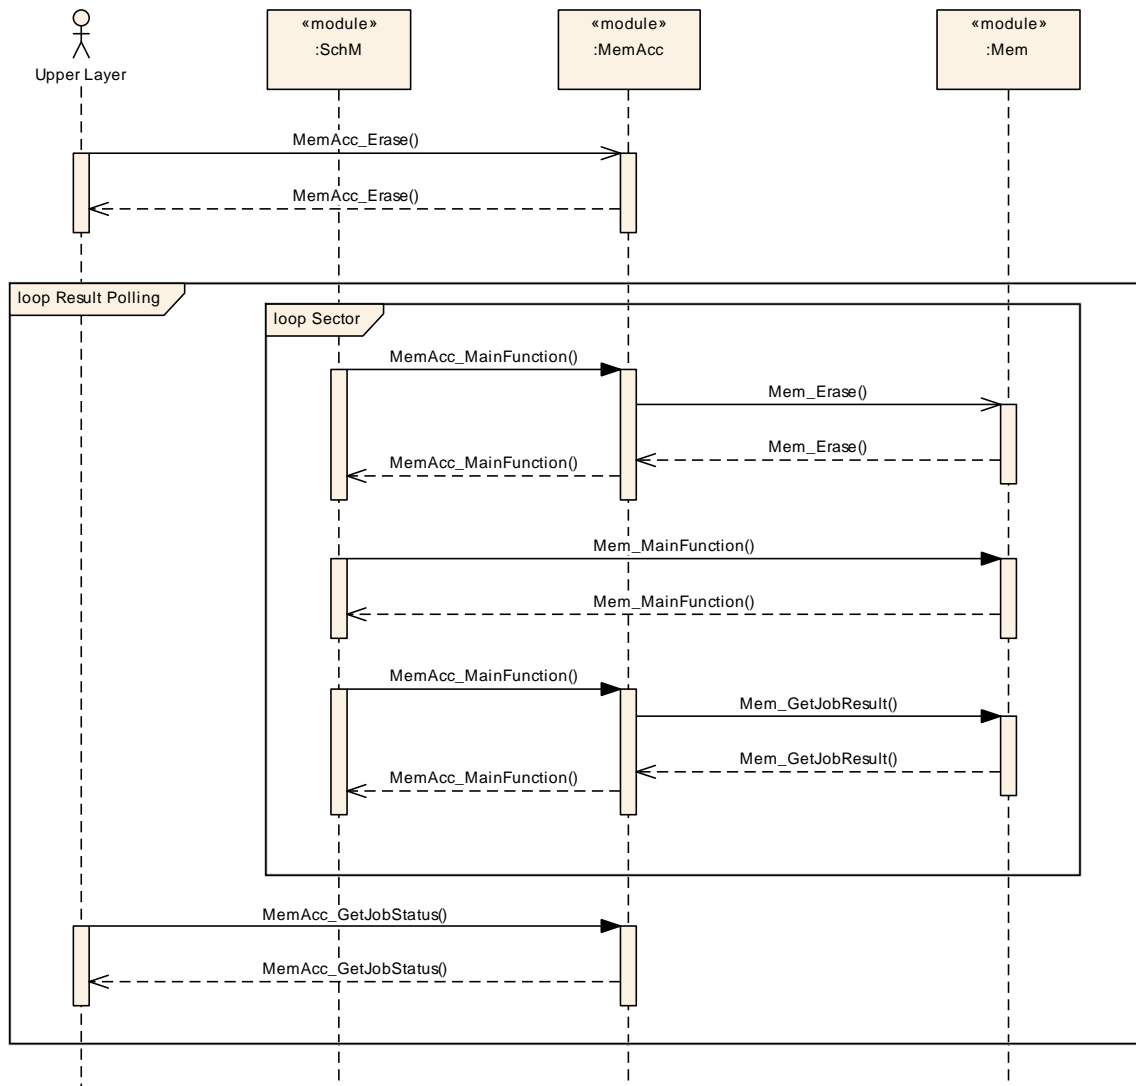 «module»
:SchM
«module»
:MemAcc
«module»
:Mem
Upper Layer
MemAcc_Erase()
MemAcc_Erase()
loop Result Polling
loop Sector
MemAcc_MainFunction()
Mem_Erase()
Mem_Erase()
MemAcc_MainFunction()
Mem_MainFunction()
Mem_MainFunction()
MemAcc_MainFunction()
Mem_GetJobResult()
Mem_GetJobResult()
MemAcc_MainFunction()
MemAcc_GetJobStatus()
MemAcc_GetJobStatus()